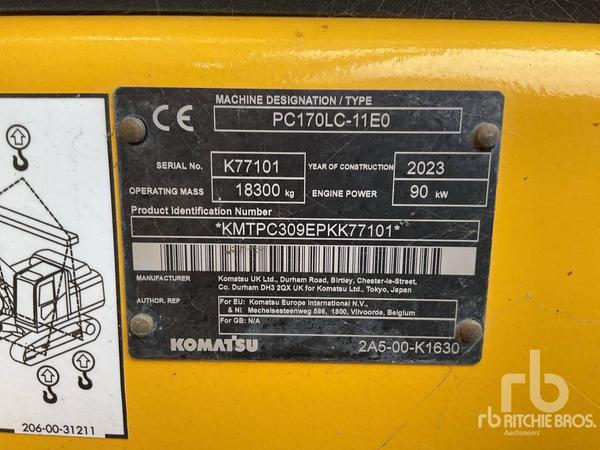 MACHINE DESIGNATION / TYPE
CE PC170LC-11E0
SERIAL No. K77101 YEAR OF CONSTRUCTION 2023
OPERATING MASS 18300 kg ENGINE POWER 90 kW
Product Identification Number
*KMTPC309EPKK77101*
MANUFACTURER Komatsu UK Ltd., Durham Road, Birtley, Chester-le-Street,
Co. Durham DH3 2QX UK for Komatsu Ltd., Tokyo, Japan
AUTHOR. REP For EU: Komatsu Europe International N.V.,
& NI Mechelsesteenweg 586, 1800, Vilvoorde, Belgium
For GB: N/A
KOMATSU 2A5-00-K1630
206-00-31211
rb
rb RITCHIE BROS.
Auctioneers